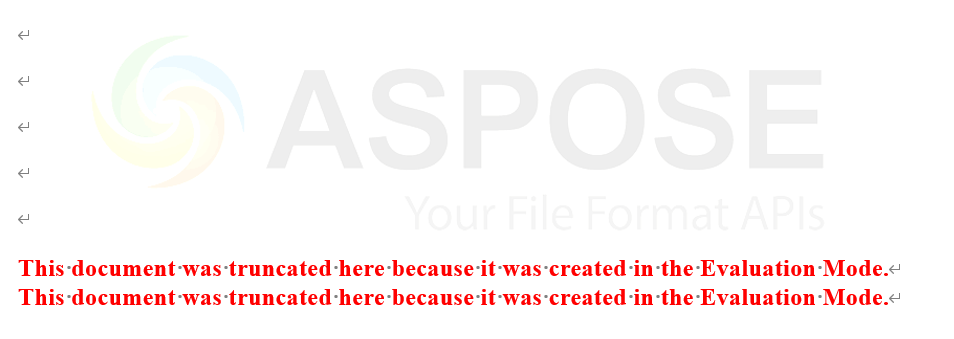 ASPOSE
Your File Format APIs
This document was truncated here because it was created in the Evaluation Mode.
This document was truncated here because it was created in the Evaluation Mode.